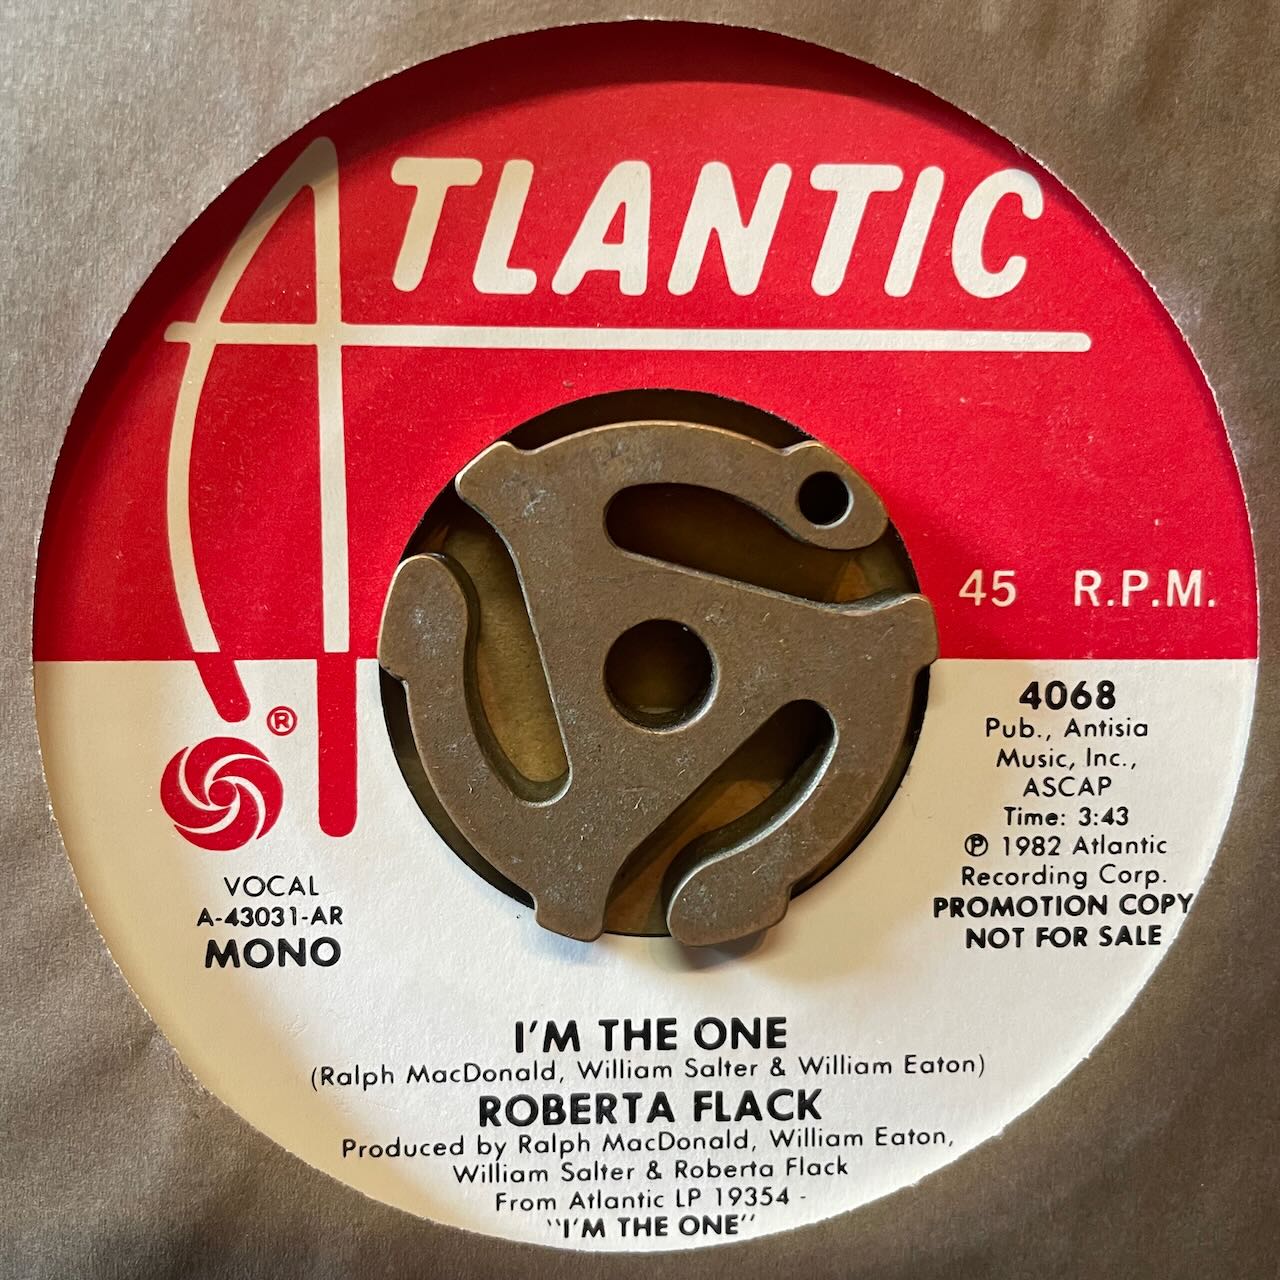 ATLANTIC
45 R.P.M.
®
VOCAL
A-43031-AR
MONO
4068
Pub., Antisia
Music, Inc.,
ASCAP
Time: 3:43
℗ 1982 Atlantic
Recording Corp.
PROMOTION COPY
NOT FOR SALE
I'M THE ONE
(Ralph MacDonald, William Salter & William Eaton)
ROBERTA FLACK
Produced by Ralph MacDonald, William Eaton,
William Salter & Roberta Flack
From Atlantic LP 19354 -
"I'M THE ONE"